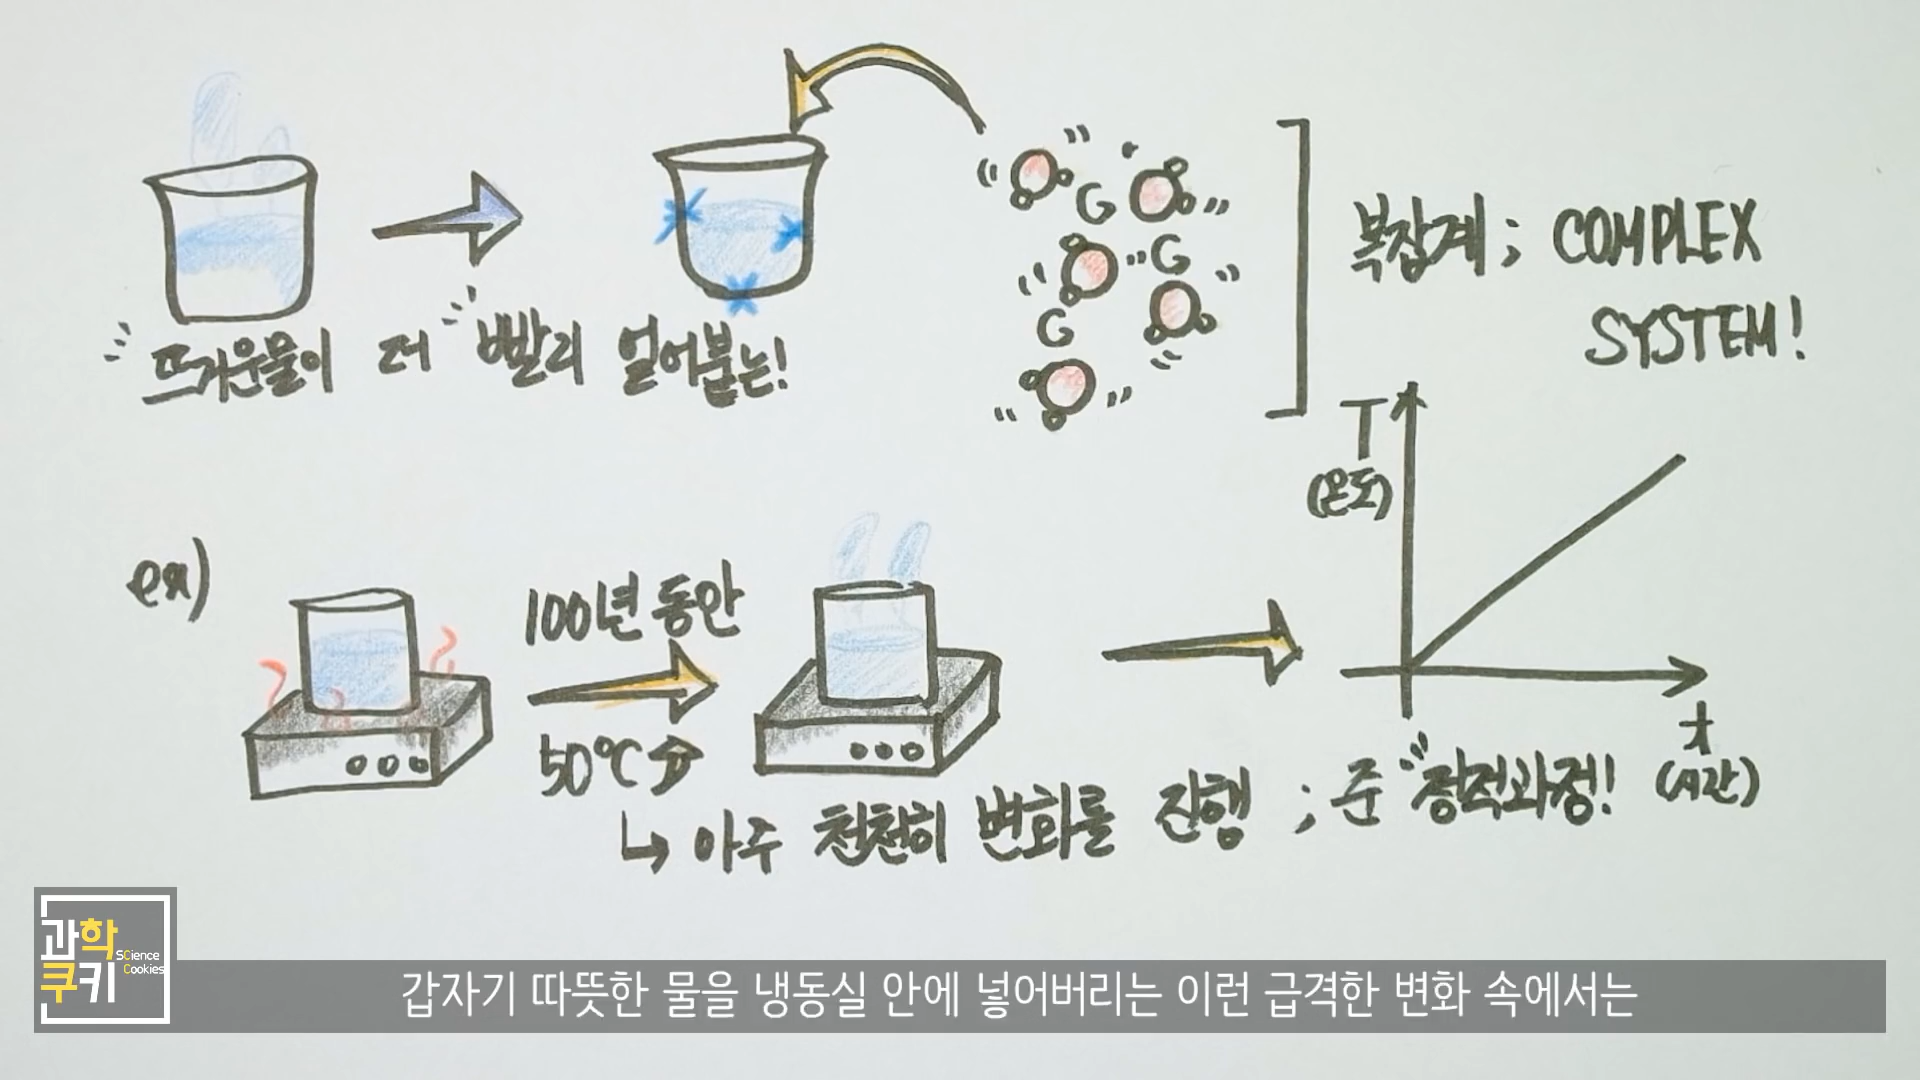 뜨거운물이 더 빨리 얼어붙는!
G
G
G
복잡계; COMPLEX
SYSTEM!
ex)
100년 동안
50℃
↳ 아주 천천히 변화를 진행 ; 준 "정적과정!
T
(온도)
t
(시간)
과학
쿠키
Science
Cookies
갑자기 따뜻한 물을 냉동실 안에 넣어버리는 이런 급격한 변화 속에서는